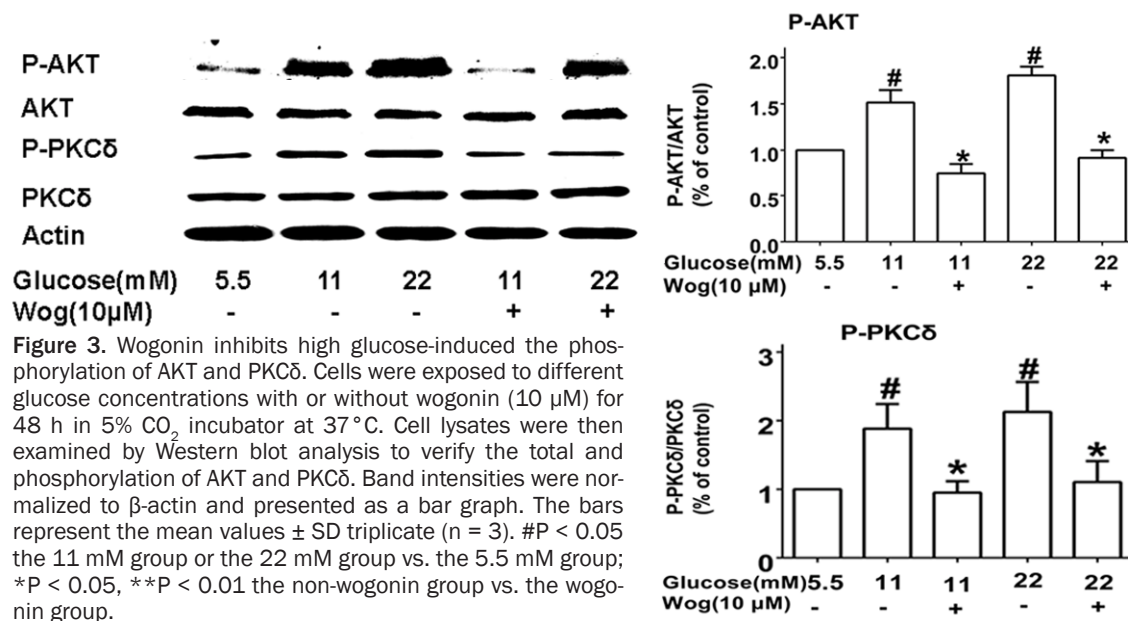 P-AKT
AKT
P-PKCδ
PKCδ
Actin
Glucose(mM) 5.5 11 22 11 22
Wog(10µM) - - - + +
Figure 3. Wogonin inhibits high glucose-induced the phos-
phorylation of AKT and PKCδ. Cells were exposed to different
glucose concentrations with or without wogonin (10 μM) for
48 h in 5% CO₂ incubator at 37°C. Cell lysates were then
examined by Western blot analysis to verify the total and
phosphorylation of AKT and PKCδ. Band intensities were nor-
malized to β-actin and presented as a bar graph. The bars
represent the mean values ± SD triplicate (n = 3). #P < 0.05
the 11 mM group or the 22 mM group vs. the 5.5 mM group;
*P < 0.05, **P < 0.01 the non-wogonin group vs. the wogo-
nin group.
P-AKT
P-AKT/AKT
(% of control)
2.0
1.5
1.0
0.5
0.0
# * # *
Glucose(mM) 5.5 11 11 22 22
Wog(10 µM) - - + - +
P-PKCδ
P-PKCδ/PKCδ
(% of control)
3
2
1
0
# * # *
Glucose(mM) 5.5 11 11 22 22
Wog(10 µM) - - + - +